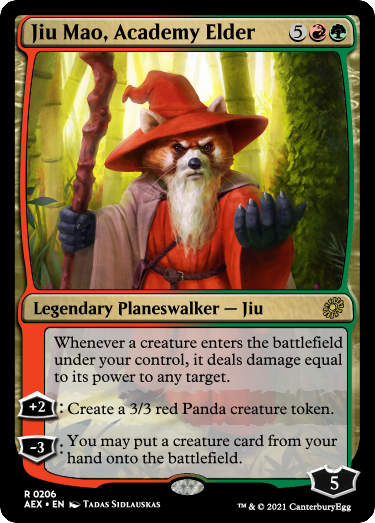 Jiu Mao, Academy Elder 5
Legendary Planeswalker — Jiu
Whenever a creature enters the battlefield
under your control, it deals damage equal
to its power to any target.
+2: Create a 3/3 red Panda creature token.
-3: You may put a creature card from your
hand onto the battlefield.
5
R 0206
AEX • EN Tadas Sidlauskas
™ & © 2021 CanterburyEgg